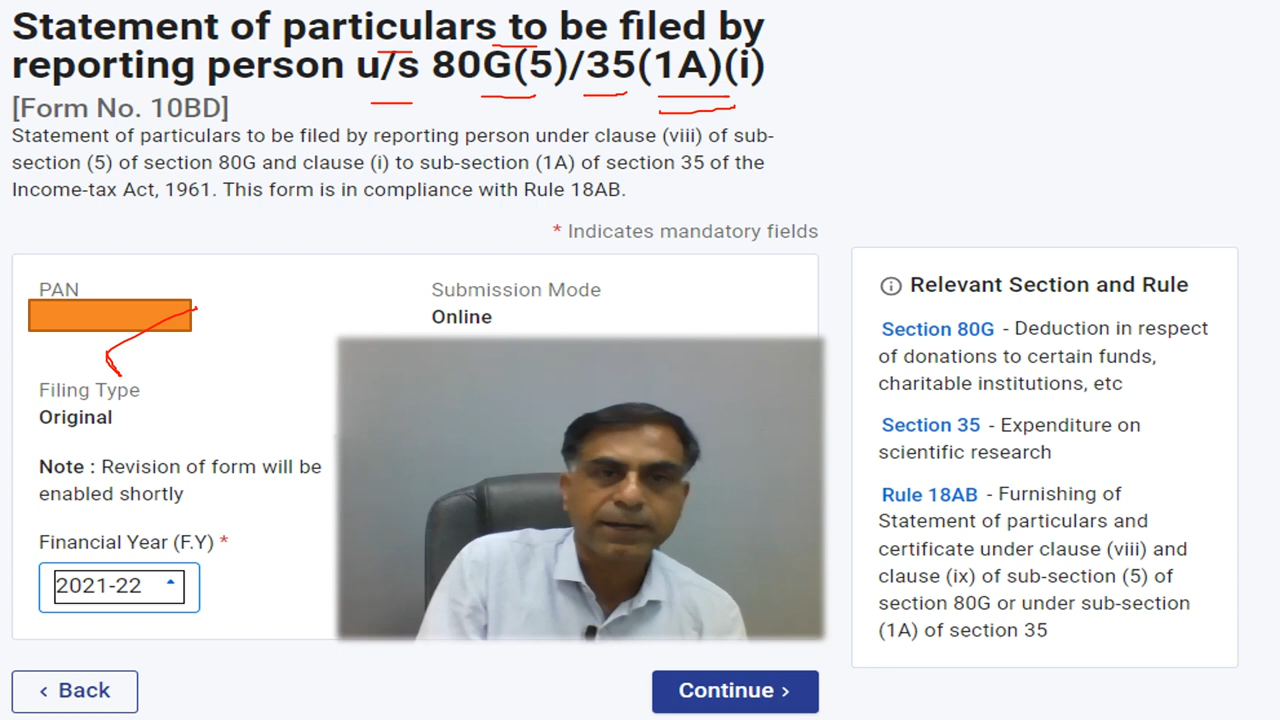 Statement of particulars to be filed by
reporting person u/s 80G(5)/35(1A)(i)
[Form No. 10BD]
Statement of particulars to be filed by reporting person under clause (viii) of sub-
section (5) of section 80G and clause (i) to sub-section (1A) of section 35 of the
Income-tax Act, 1961. This form is in compliance with Rule 18AB.
* Indicates mandatory fields
PAN
Submission Mode
Online
Filing Type
Original
Note : Revision of form will be
enabled shortly
Financial Year (F.Y) *
2021-22
‹ Back
Continue ›
Relevant Section and Rule
Section 80G - Deduction in respect
of donations to certain funds,
charitable institutions, etc
Section 35 - Expenditure on
scientific research
Rule 18AB - Furnishing of
Statement of particulars and
certificate under clause (viii) and
clause (ix) of sub-section (5) of
section 80G or under sub-section
(1A) of section 35